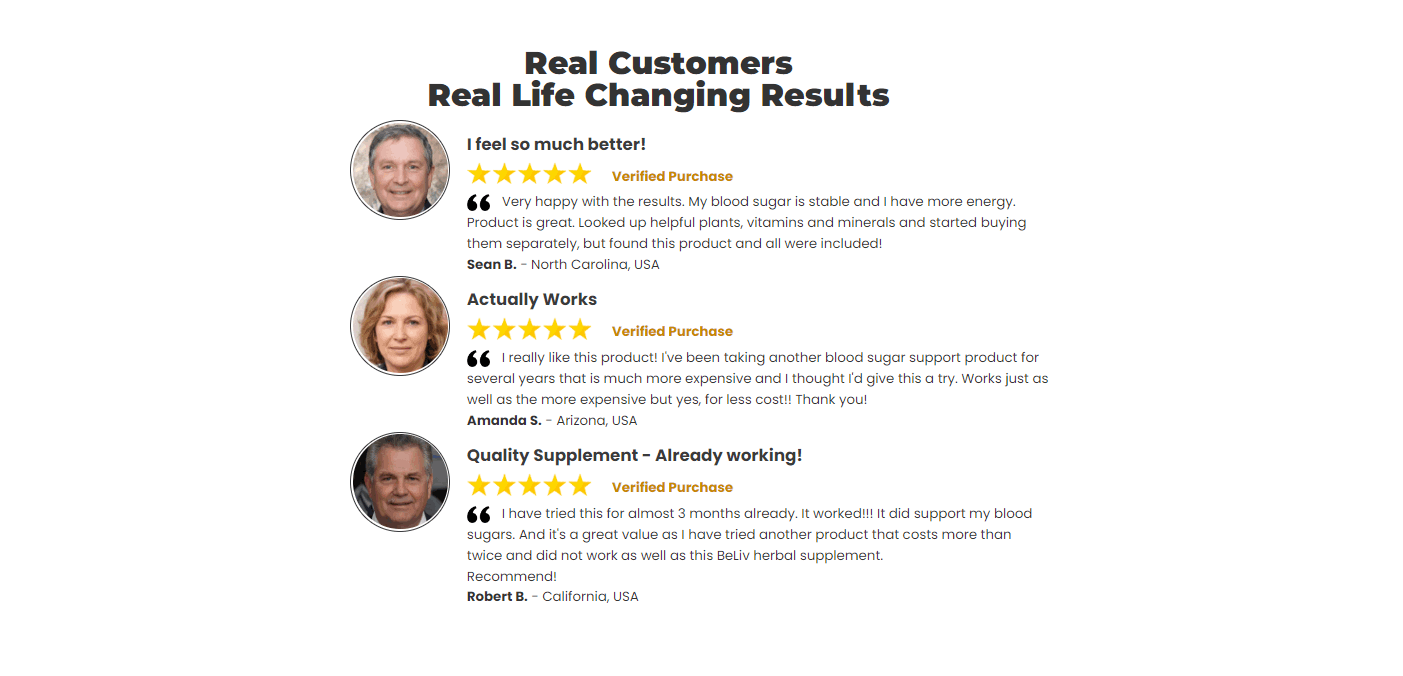 Real Customers
Real Life Changing Results
I feel so much better!
Verified Purchase
Very happy with the results. My blood sugar is stable and I have more energy.
Product is great. Looked up helpful plants, vitamins and minerals and started buying
them separately, but found this product and all were included!
Sean B. - North Carolina, USA
Actually Works
Verified Purchase
I really like this product! I've been taking another blood sugar support product for
several years that is much more expensive and I thought I'd give this a try. Works just as
well as the more expensive but yes, for less cost!! Thank you!
Amanda S. - Arizona, USA
Quality Supplement - Already working!
Verified Purchase
I have tried this for almost 3 months already. It worked!!! It did support my blood
sugars. And it's a great value as I have tried another product that costs more than
twice and did not work as well as this BeLiv herbal supplement.
Recommend!
Robert B. - California, USA